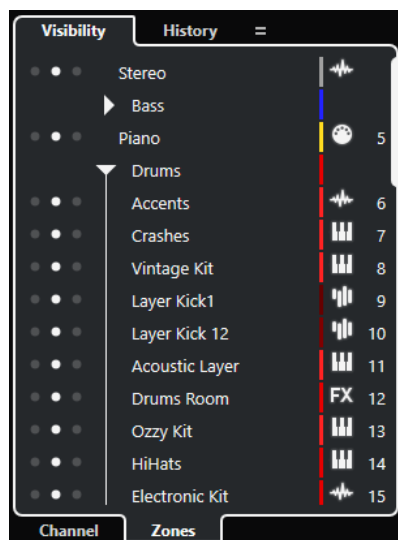 Visibility History =
Stereo
Bass
Piano 5
Drums
Accents 6
Crashes 7
Vintage Kit 8
Layer Kick1 9
Layer Kick 12 10
Acoustic Layer 11
Drums Room FX 12
Ozzy Kit 13
HiHats 14
Electronic Kit 15
Channel Zones